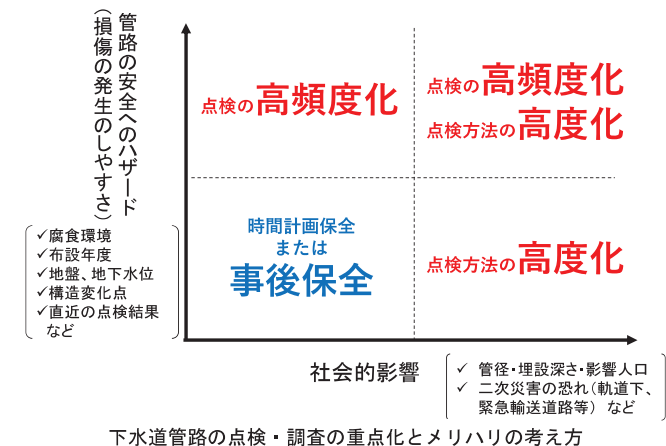 管路の安全へのハザード
(損傷の発生のしやすさ)
✓腐食環境
✓布設年度
✓地盤、地下水位
✓構造変化点
✓直近の点検結果
など
点検の高頻度化
点検の高頻度化
点検方法の高度化
時間計画保全
または
事後保全
点検方法の高度化
社会的影響
✓ 管径・埋設深さ・影響人口
✓ 二次災害の恐れ(軌道下、
緊急輸送道路等) など
下水道管路の点検・調査の重点化とメリハリの考え方